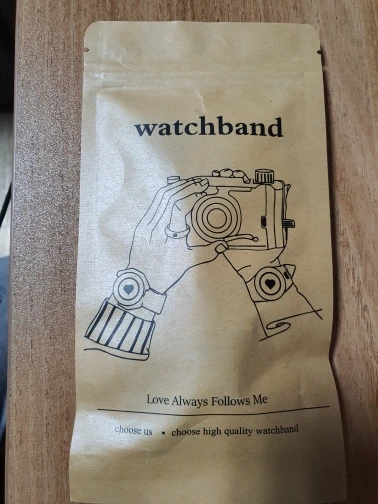 watchband
Love Always Follows Me
choose us • choose high quality watchband